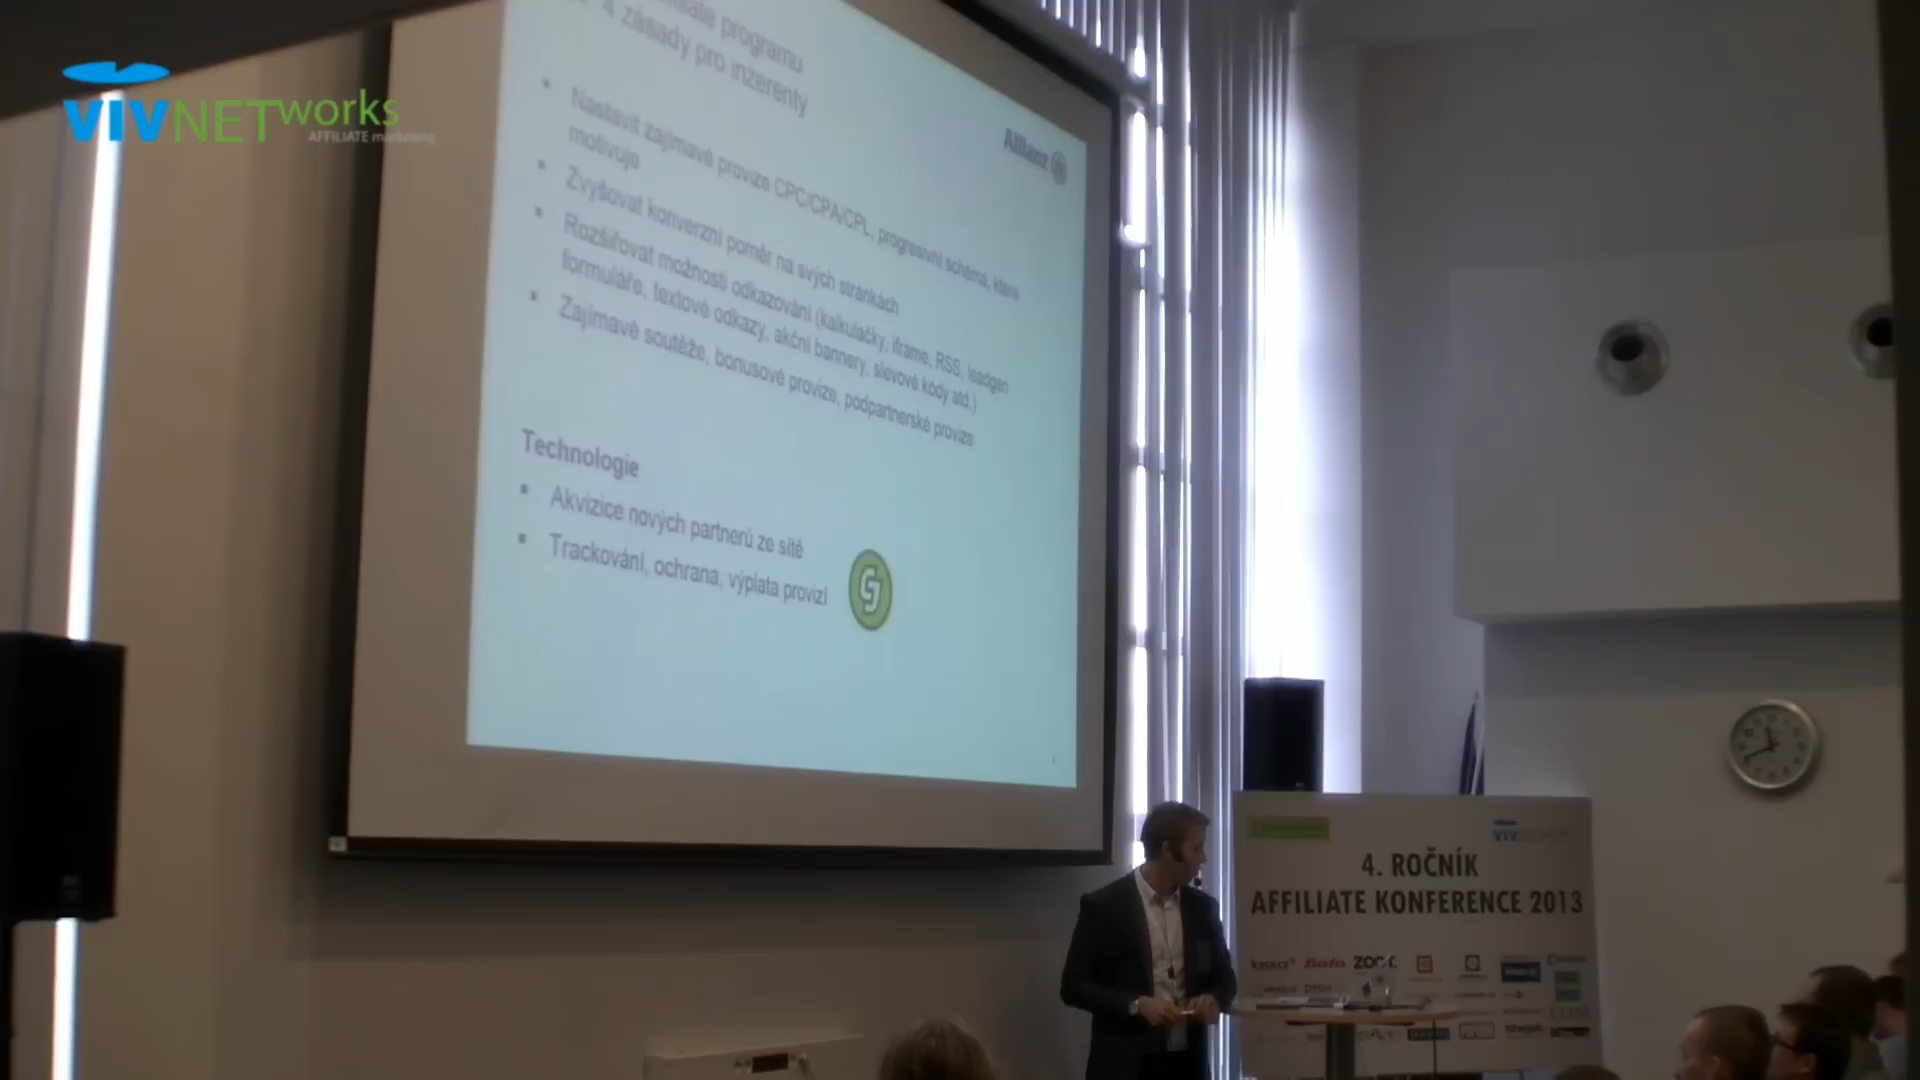 VIVNETworks
AFFILIATE marketing
programu
4 zásady pro inzerenty
Allianz
Nastavit zajímavé provize CPC/CPA/CPL, progresivní schéma, které
motivuje
Zvyšovat konverzní poměr na svých stránkách
Rozšiřovat možnosti odkazování (kalkulačky, iframe, RSS, leadgen
formuláře, textové odkazy, akční bannery, slevové kódy atd.)
Zajímavé soutěže, bonusové provize, podpartnerské provize
Technologie
Akvizice nových partnerů ze sítě
Trackování, ochrana, výplata provizí
4. ROČNÍK
AFFILIATE KONFERENCE 2013